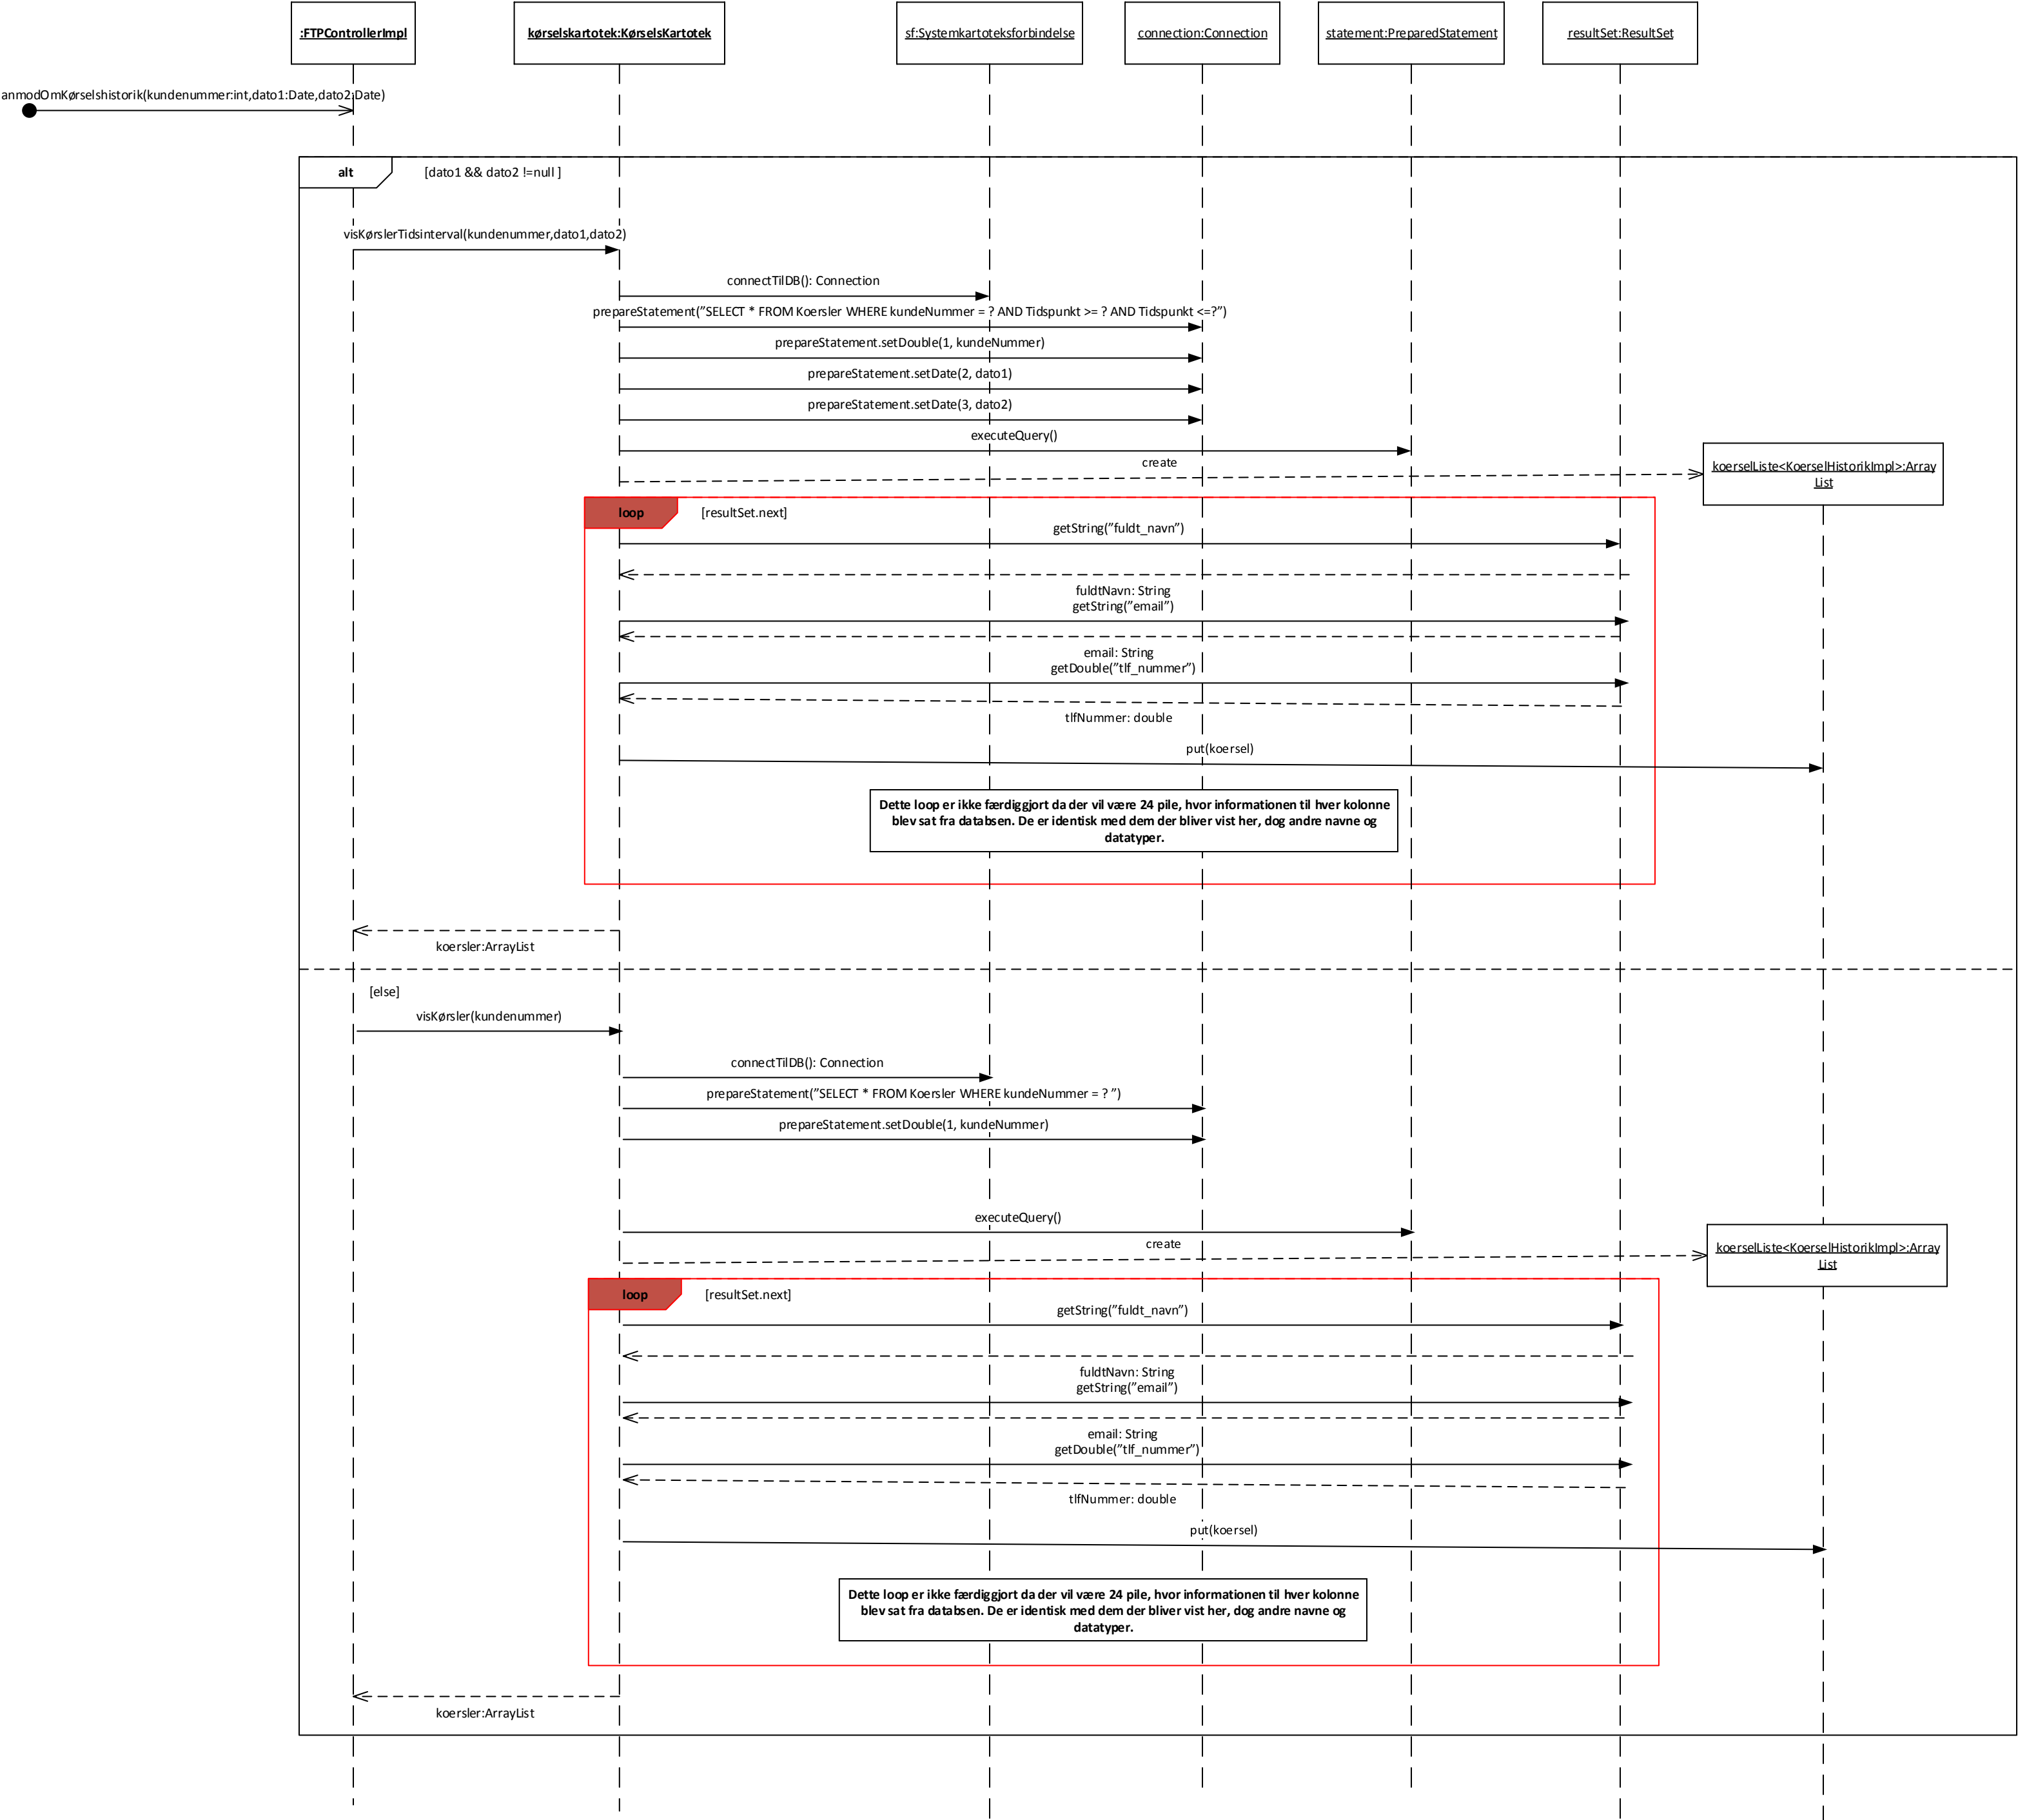 :FTPControllerImpl
kørselskartotek:KørselsKartotek
sf:Systemkartoteksforbindelse
connection:Connection
statement:PreparedStatement
resultSet:ResultSet
anmodOmKørselshistorik(kundenummer:int,dato1:Date,dato2:Date)
alt
[dato1 && dato2 !=null ]
visKørslerTidsinterval(kundenummer,dato1,dato2)
connectTilDB(): Connection
prepareStatement(”SELECT * FROM Koersler WHERE kundeNummer = ? AND Tidspunkt >= ? AND Tidspunkt <=?”)
prepareStatement.setDouble(1, kundeNummer)
prepareStatement.setDate(2, dato1)
prepareStatement.setDate(3, dato2)
executeQuery()
create
koerselListe<KoerselHistorikImpl>:Array
List
loop
[resultSet.next]
getString(”fuldt_navn”)
fuldtNavn: String
getString(”email”)
email: String
getDouble(”tlf_nummer”)
tlfNummer: double
put(koersel)
Dette loop er ikke færdiggjort da der vil være 24 pile, hvor informationen til hver kolonne
blev sat fra databsen. De er identisk med dem der bliver vist her, dog andre navne og
datatyper.
koersler:ArrayList
[else]
visKørsler(kundenummer)
connectTilDB(): Connection
prepareStatement(”SELECT * FROM Koersler WHERE kundeNummer = ? ”)
prepareStatement.setDouble(1, kundeNummer)
executeQuery()
create
koerselListe<KoerselHistorikImpl>:Array
List
loop
[resultSet.next]
getString(”fuldt_navn”)
fuldtNavn: String
getString(”email”)
email: String
getDouble(”tlf_nummer”)
tlfNummer: double
put(koersel)
Dette loop er ikke færdiggjort da der vil være 24 pile, hvor informationen til hver kolonne
blev sat fra databsen. De er identisk med dem der bliver vist her, dog andre navne og
datatyper.
koersler:ArrayList